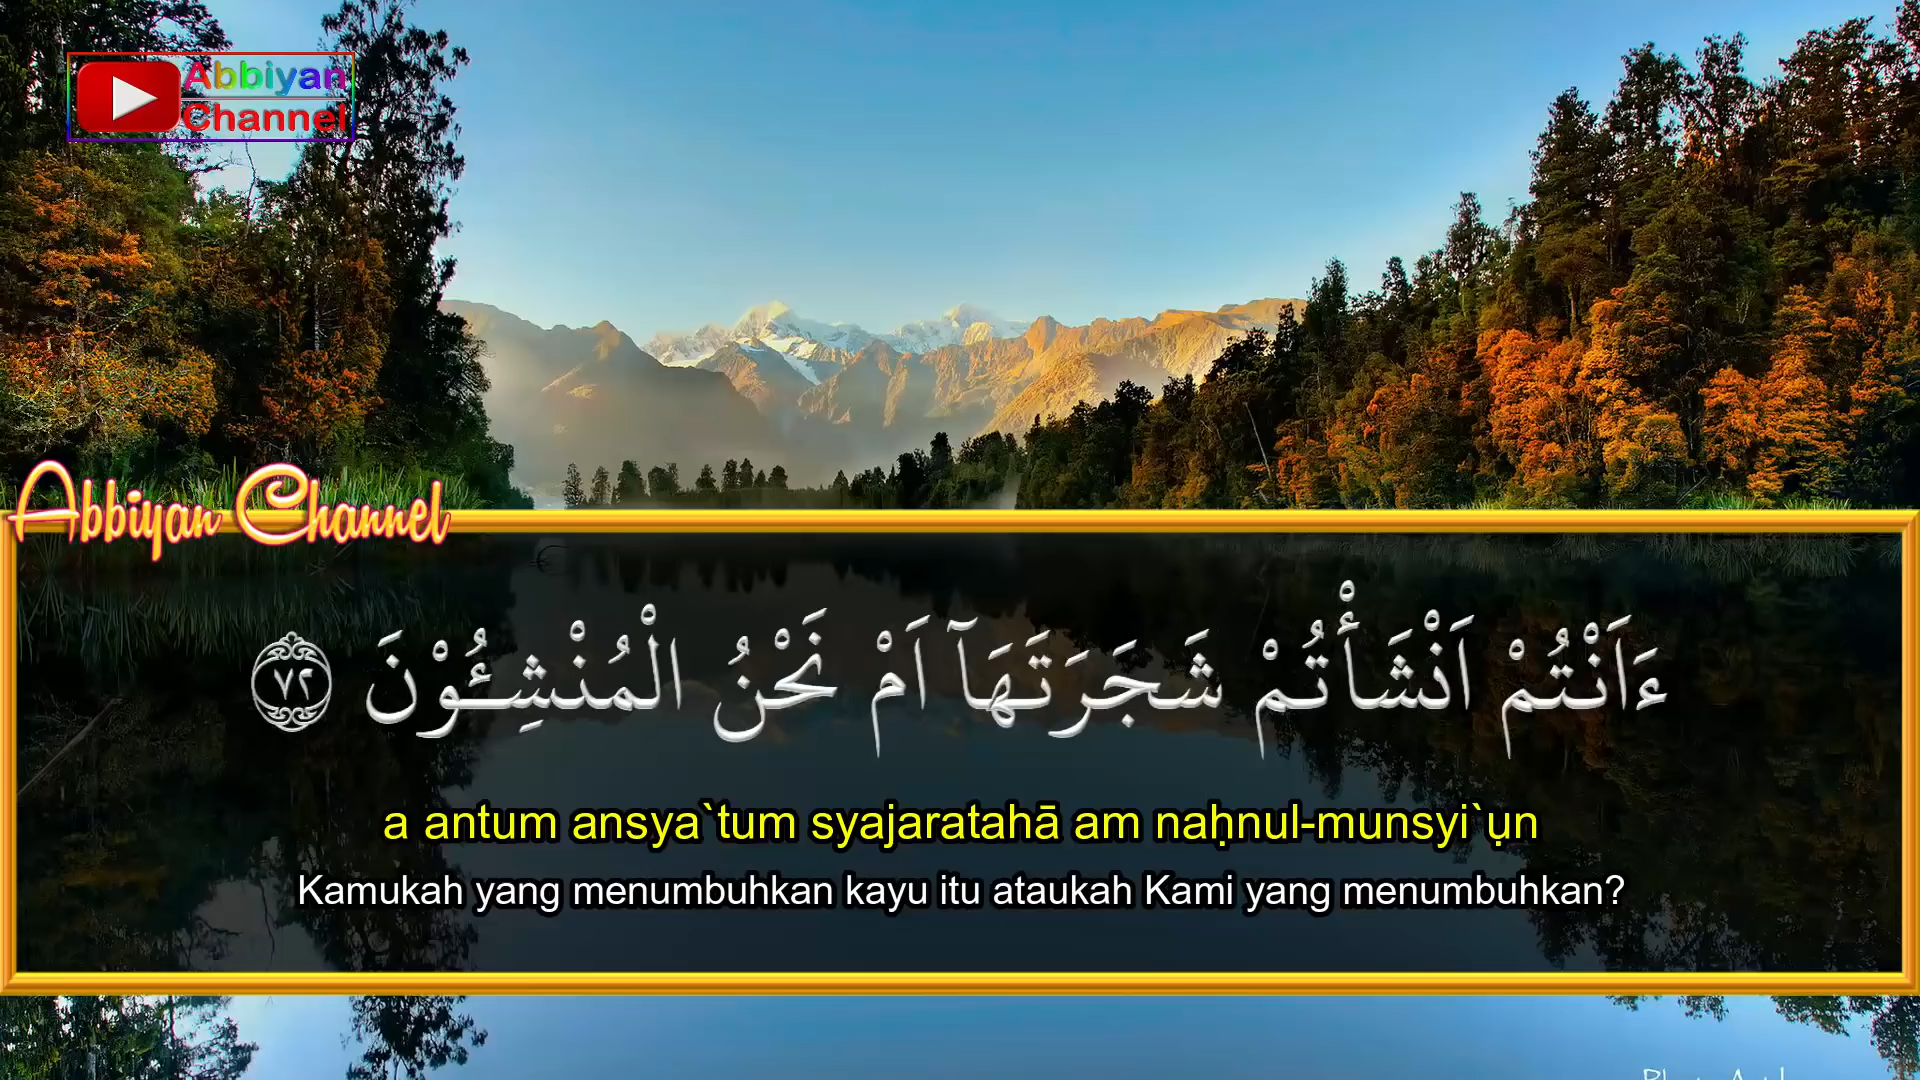 Abbiyan
Channel
Abbiyan Channel
ءَاَنْتُمْ اَنْشَأْتُمْ شَجَرَتَهَآ اَمْ نَحْنُ الْمُنْشِـُٔوْنَ ٧٢
a antum ansya`tum syajaratahā am naḥnul-munsyi`ụn
Kamukah yang menumbuhkan kayu itu ataukah Kami yang menumbuhkan?